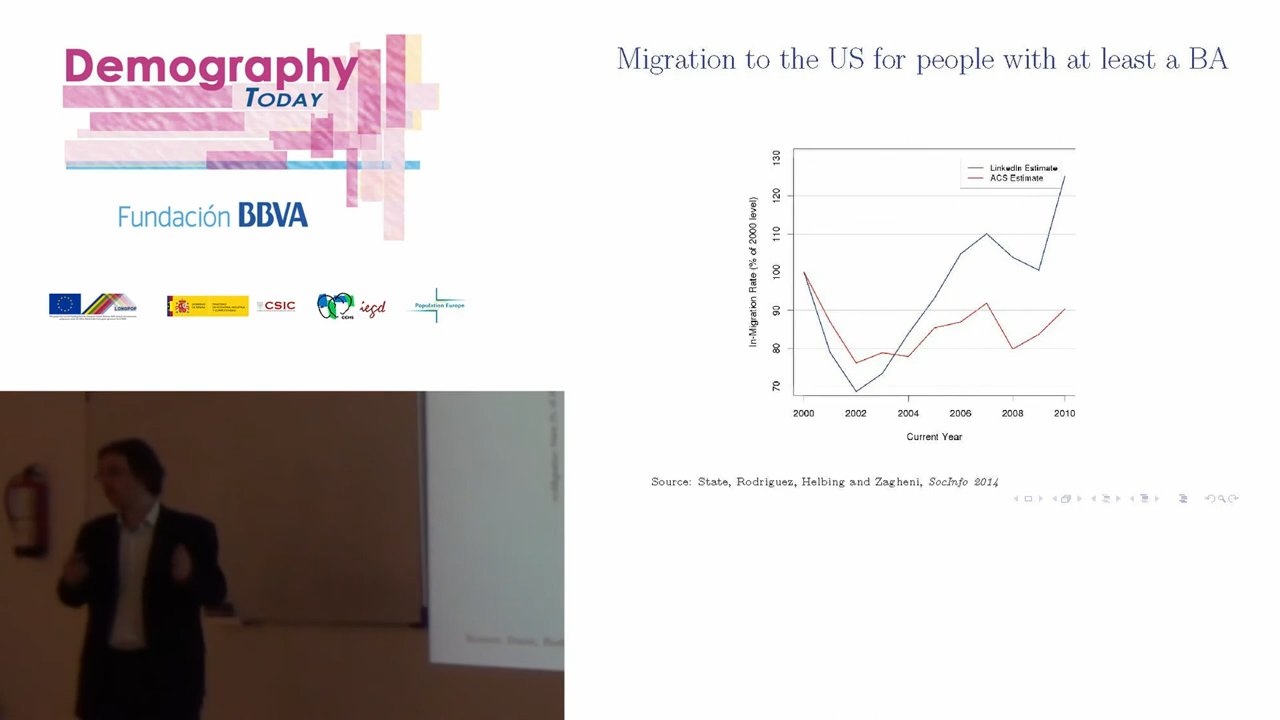 Demography
TODAY
Fundación BBVA
LONGPOP
CSIC
CCHS
iegd
Population Europe
Migration to the US for people with at least a BA
LinkedIn Estimate
ACS Estimate
In-Migration Rate (% of 2000 level)
130
120
110
100
90
80
70
2000 2002 2004 2006 2008 2010
Current Year
Source: State, Rodriguez, Helbing and Zagheni, SocInfo 2014